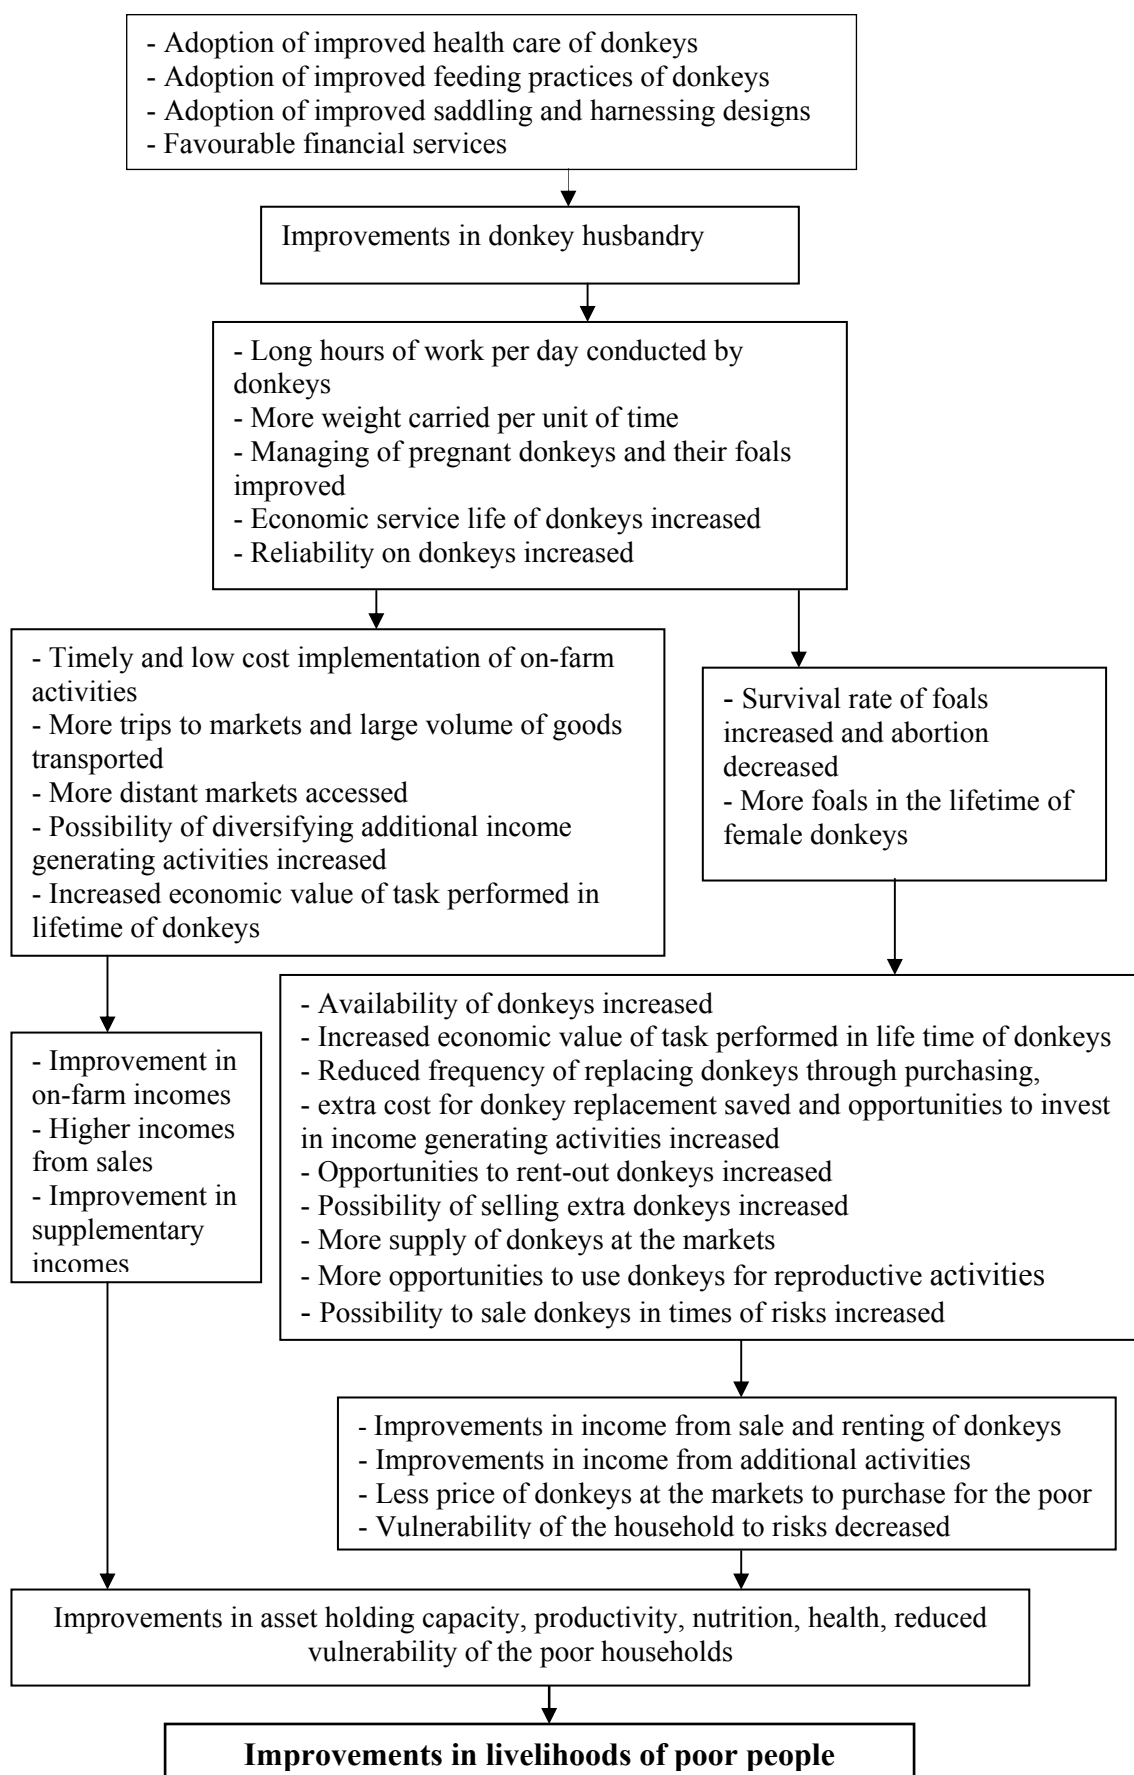 - Adoption of improved health care of donkeys
- Adoption of improved feeding practices of donkeys
- Adoption of improved saddling and harnessing designs
- Favourable financial services
Improvements in donkey husbandry
- Long hours of work per day conducted by
donkeys
- More weight carried per unit of time
- Managing of pregnant donkeys and their foals
improved
- Economic service life of donkeys increased
- Reliability on donkeys increased
- Timely and low cost implementation of on-farm
activities
- More trips to markets and large volume of goods
transported
- More distant markets accessed
- Possibility of diversifying additional income
generating activities increased
- Increased economic value of task performed in
lifetime of donkeys
- Survival rate of foals
increased and abortion
decreased
- More foals in the lifetime of
female donkeys
- Improvement in
on-farm incomes
- Higher incomes
from sales
- Improvement in
supplementary
incomes
- Availability of donkeys increased
- Increased economic value of task performed in life time of donkeys
- Reduced frequency of replacing donkeys through purchasing,
- extra cost for donkey replacement saved and opportunities to invest
in income generating activities increased
- Opportunities to rent-out donkeys increased
- Possibility of selling extra donkeys increased
- More supply of donkeys at the markets
- More opportunities to use donkeys for reproductive activities
- Possibility to sale donkeys in times of risks increased
- Improvements in income from sale and renting of donkeys
- Improvements in income from additional activities
- Less price of donkeys at the markets to purchase for the poor
- Vulnerability of the household to risks decreased
Improvements in asset holding capacity, productivity, nutrition, health, reduced
vulnerability of the poor households
Improvements in livelihoods of poor people